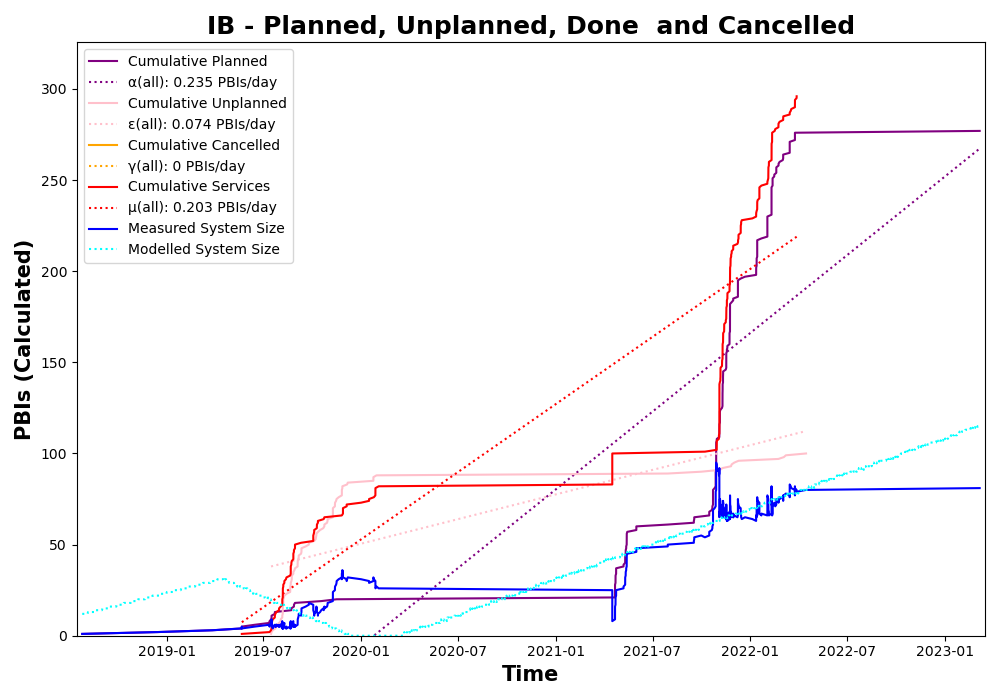 IB - Planned, Unplanned, Done  and Cancelled
Cumulative Planned
α(all): 0.235 PBIs/day
Cumulative Unplanned
ε(all): 0.074 PBIs/day
Cumulative Cancelled
γ(all): 0 PBIs/day
Cumulative Services
μ(all): 0.203 PBIs/day
Measured System Size
Modelled System Size
PBIs (Calculated)
300
250
200
150
100
50
0
2019-01 2019-07 2020-01 2020-07 2021-01 2021-07 2022-01 2022-07 2023-01
Time